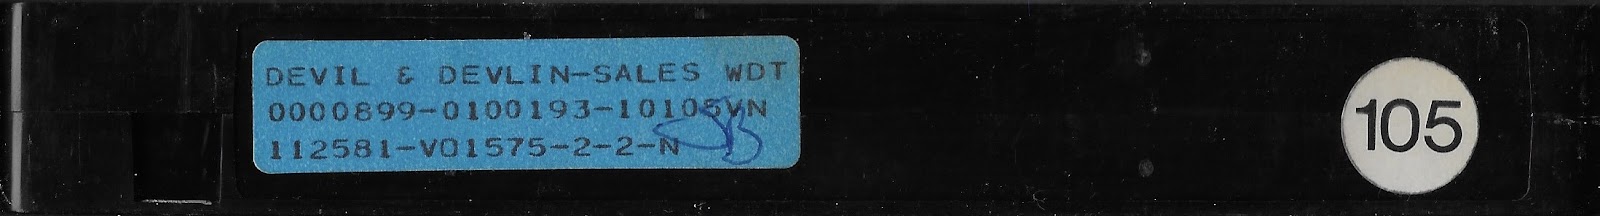 DEVIL & DEVLIN-SALES WDT
0000899-0100193-10105VN
112581-V01575-2-2-N
105